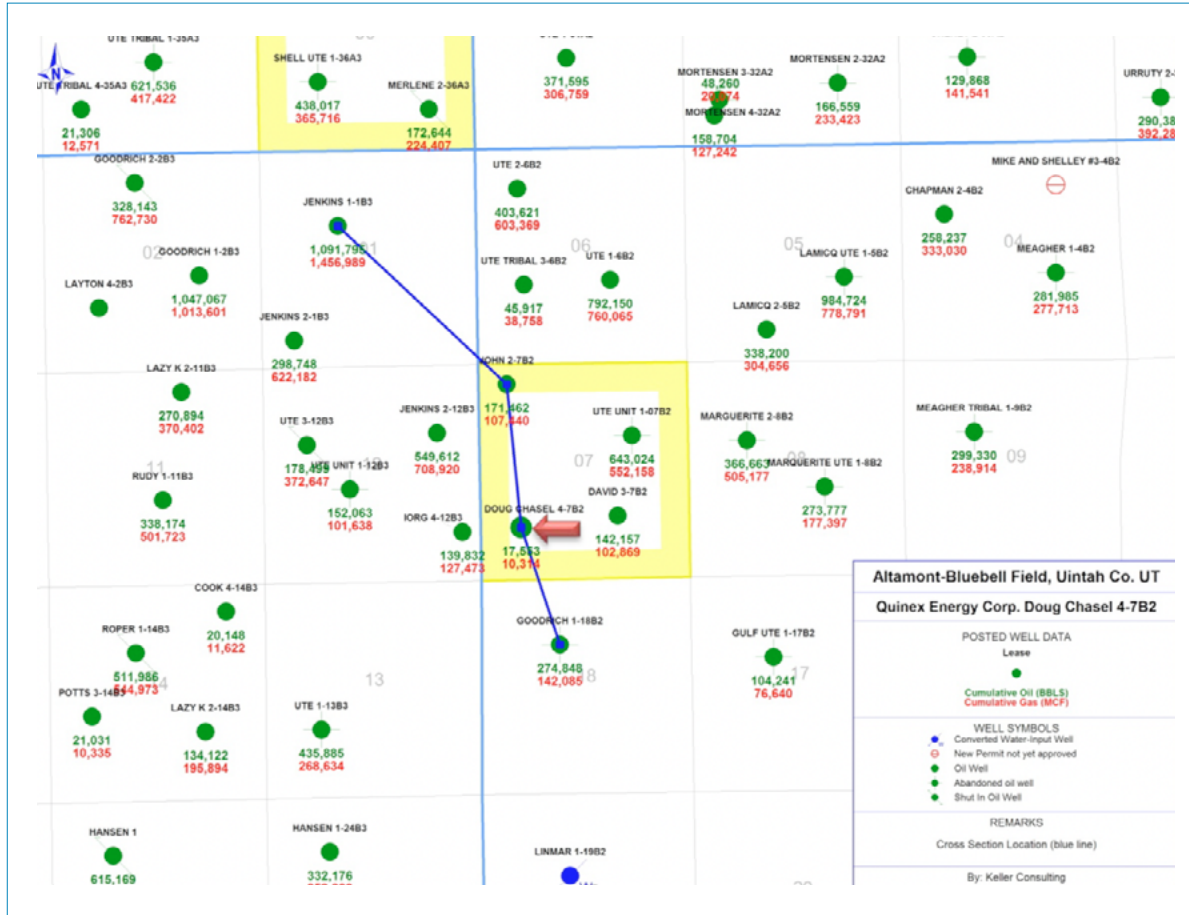 UTE TRIBAL 1-35A3
621,536
417,422
UTE TRIBAL 4-35A3
21,306
12,571
SHELL UTE 1-36A3
438,017
365,716
MERLENE 2-36A3
172,644
224,407
371,595
306,759
MORTENSEN 3-32A2
48,260
MORTENSEN 4-32A2
158,704
127,242
MORTENSEN 2-32A2
166,559
233,423
129,868
141,541
URRUTY 2-
290,38
392,28
N
GOODRICH 2-2B3
328,143
762,730
02
GOODRICH 1-2B3
1,047,067
1,013,601
LAYTON 4-2B3
JENKINS 1-1B3
01
1,091,795
1,456,989
JENKINS 2-1B3
298,748
622,182
UTE 2-6B2
403,621
603,369
06
UTE TRIBAL 3-6B2
45,917
38,758
UTE 1-6B2
792,150
760,065
05
LAMICQ UTE 1-5B2
984,724
778,791
LAMICQ 2-5B2
338,200
304,656
CHAPMAN 2-4B2
258,237
333,030
MIKE AND SHELLEY #3-4B2
04
MEAGHER 1-4B2
281,985
277,713
LAZY K 2-11B3
270,894
370,402
11
RUDY 1-11B3
338,174
501,723
UTE 3-12B3
372,647
UTE UNIT 1-12B3
152,063
101,638
JENKINS 2-12B3
549,612
708,920
IORG 4-12B3
139,832
127,473
JOHN 2-7B2
171,462
107,440
UTE UNIT 1-07B2
643,024
552,158
07
DAVID 3-7B2
142,157
102,869
DOUG CHASEL 4-7B2
10,314
MARGUERITE 2-8B2
366,663
505,177
08
MARQUERITE UTE 1-8B2
273,777
177,397
MEAGHER TRIBAL 1-9B2
299,330
238,914
09
COOK 4-14B3
20,148
11,622
ROPER 1-14B3
511,986
544,973
14
POTTS 3-14B3
21,031
10,335
LAZY K 2-14B3
134,122
195,894
13
UTE 1-13B3
435,885
268,634
GOODRICH 1-18B2
274,848
142,085
18
GULF UTE 1-17B2
104,241
76,640
17
HANSEN 1
615,169
HANSEN 1-24B3
332,176
LINMAR 1-19B2
Altamont-Bluebell Field, Uintah Co. UT
Quinex Energy Corp. Doug Chasel 4-7B2
POSTED WELL DATA
Lease
Cumulative Oil (BBLS)
Cumulative Gas (MCF)
WELL SYMBOLS
Converted Water-Input Well
New Permit not yet approved
Oil Well
Abandoned oil well
Shut In Oil Well
REMARKS
Cross Section Location (blue line)
By: Keller Consulting